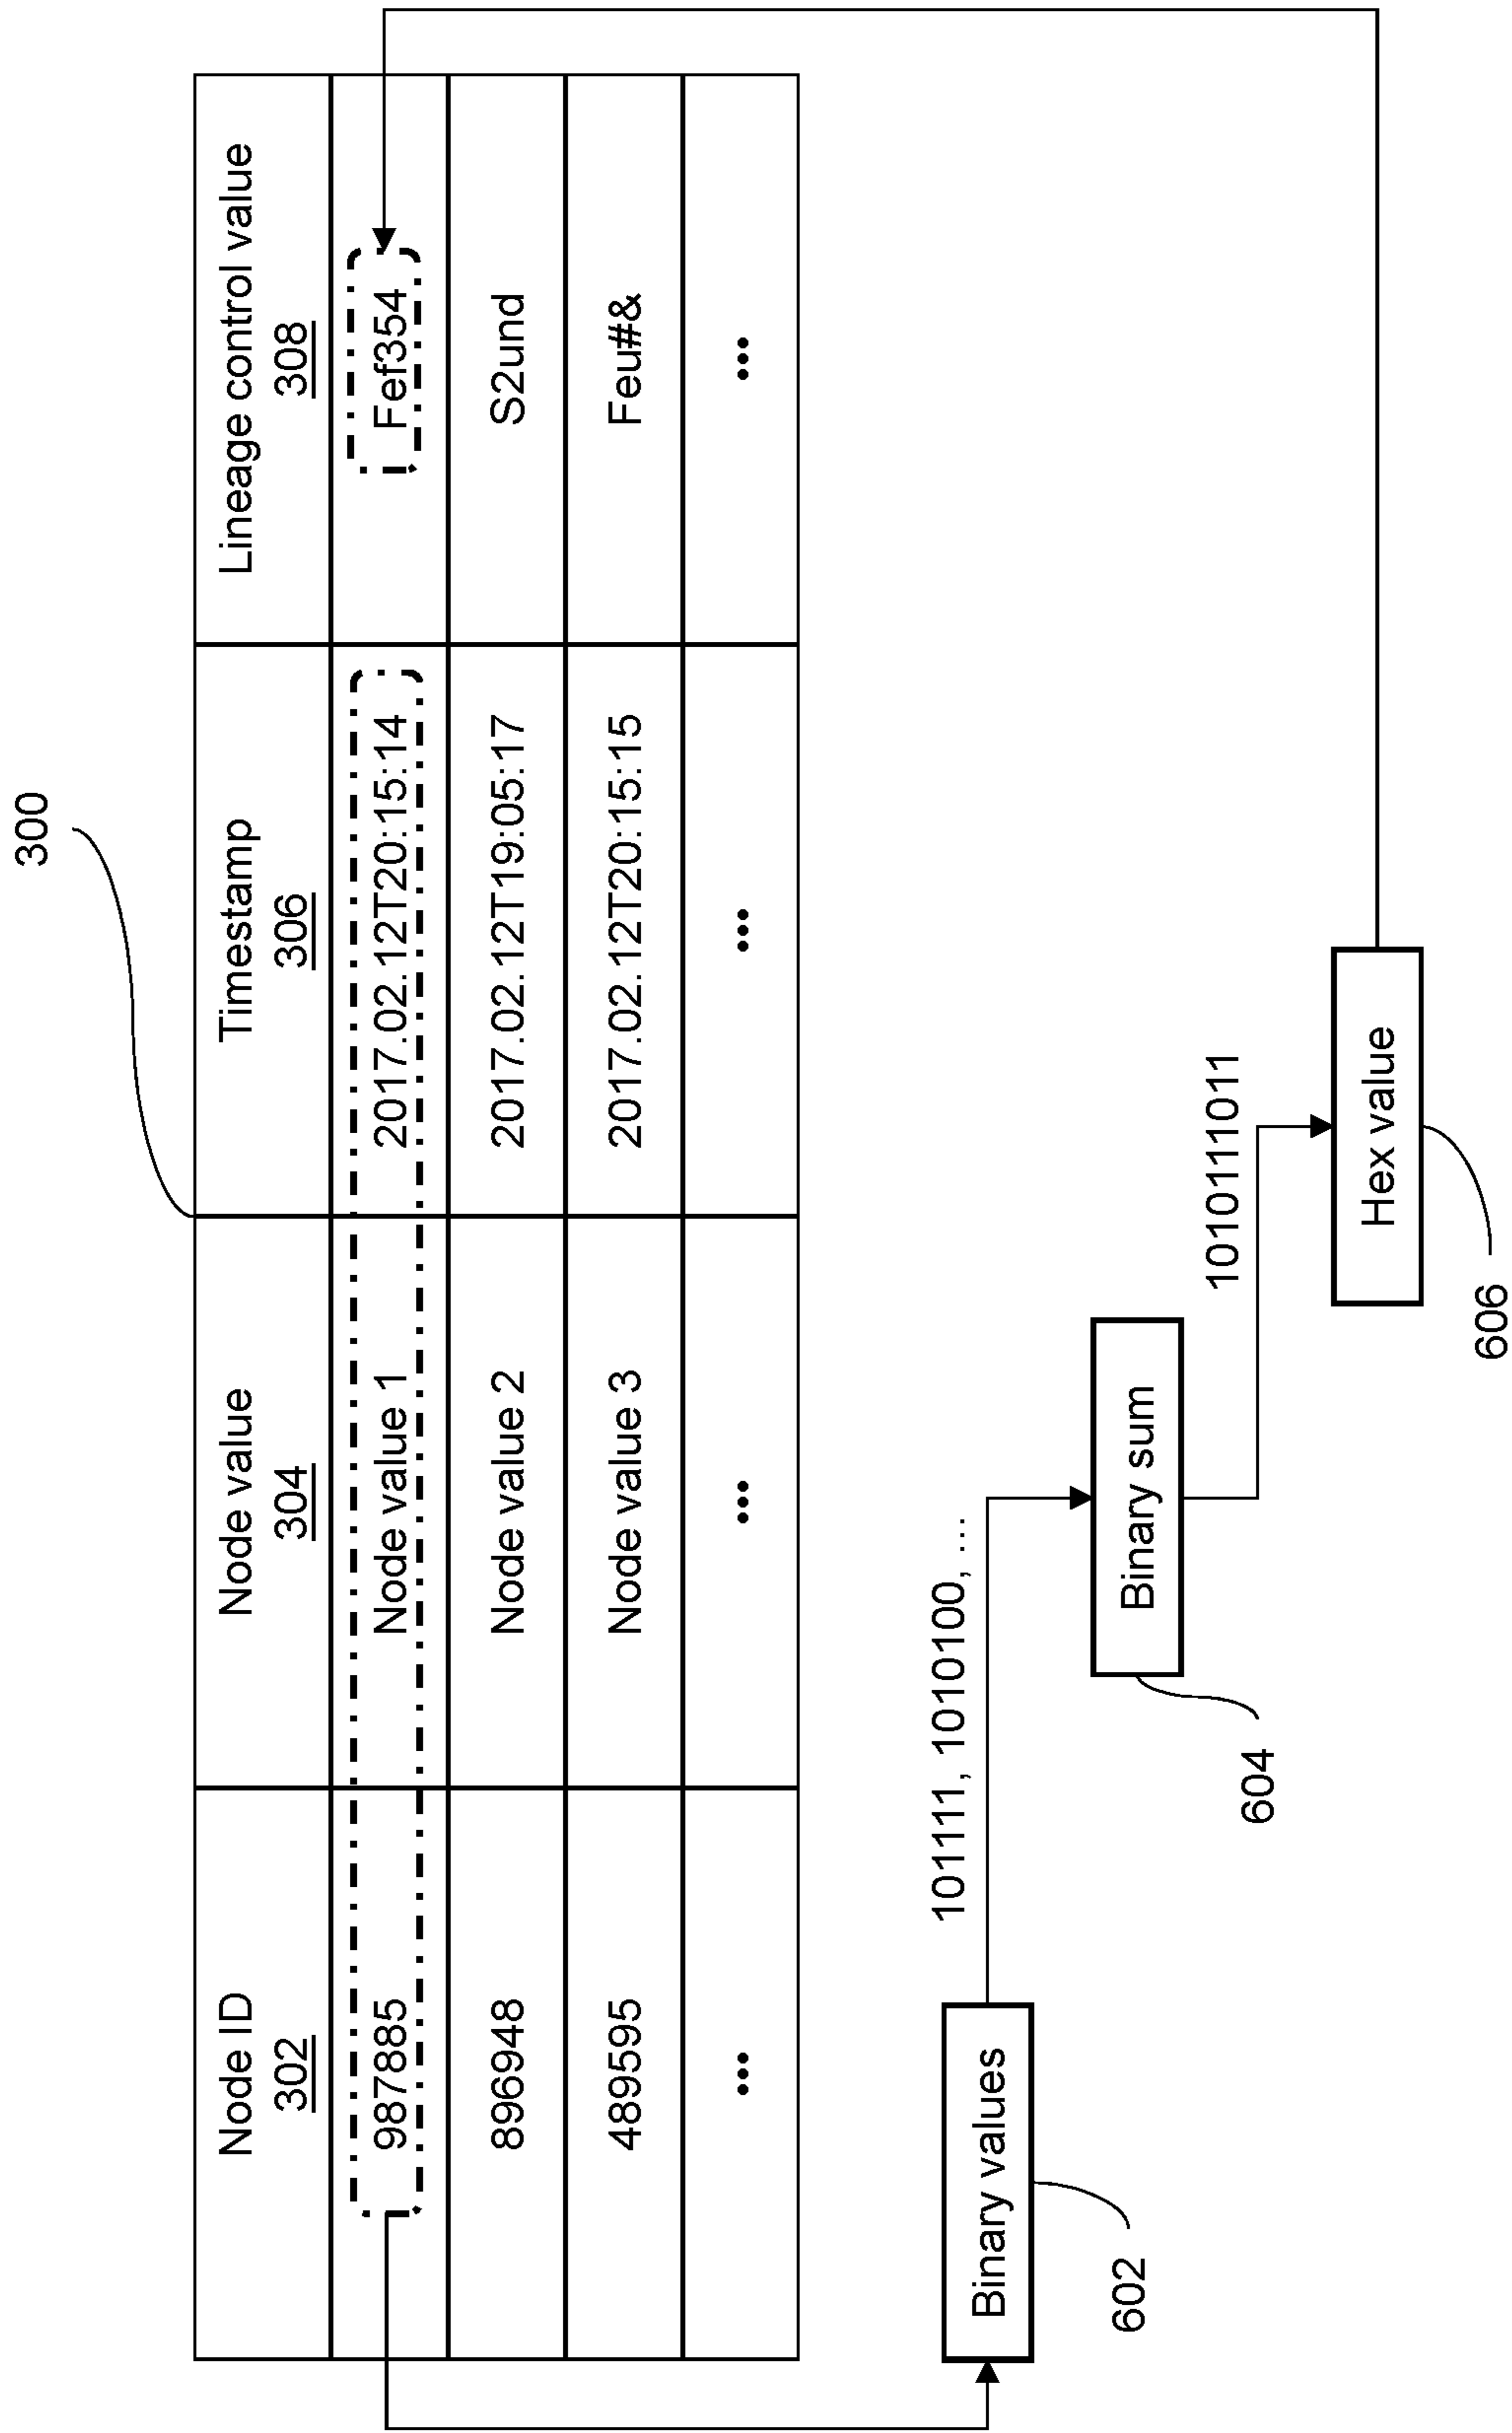 300
Node ID
302
Node value
304
Timestamp
306
Lineage control value
308
987885
Node value 1
2017.02.12T20:15:14
Fef354
896948
Node value 2
2017.02.12T19:05:17
S2und
489595
Node value 3
2017.02.12T20:15:15
Feu#&
...
...
...
...
101111, 1010100, ...
Binary values
602
Binary sum
604
10101111011
Hex value
606